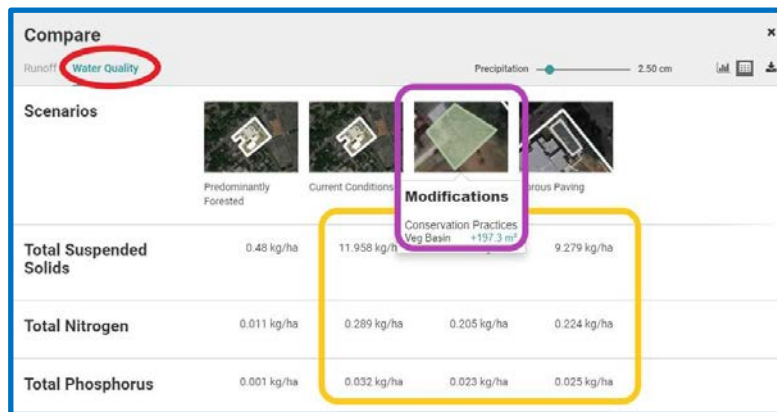 Compare
Runoff Water Quality Precipitation 2.50 cm
Scenarios
Predominantly Forested
Current Conditions
Modifications
Conservation Practices
Veg Basin +197.3 m²
Paving
Total Suspended Solids 0.48 kg/ha 11.958 kg/h 9.279 kg/ha
Total Nitrogen 0.011 kg/ha 0.289 kg/ha 0.205 kg/ha 0.224 kg/ha
Total Phosphorus 0.001 kg/ha 0.032 kg/ha 0.023 kg/ha 0.025 kg/ha